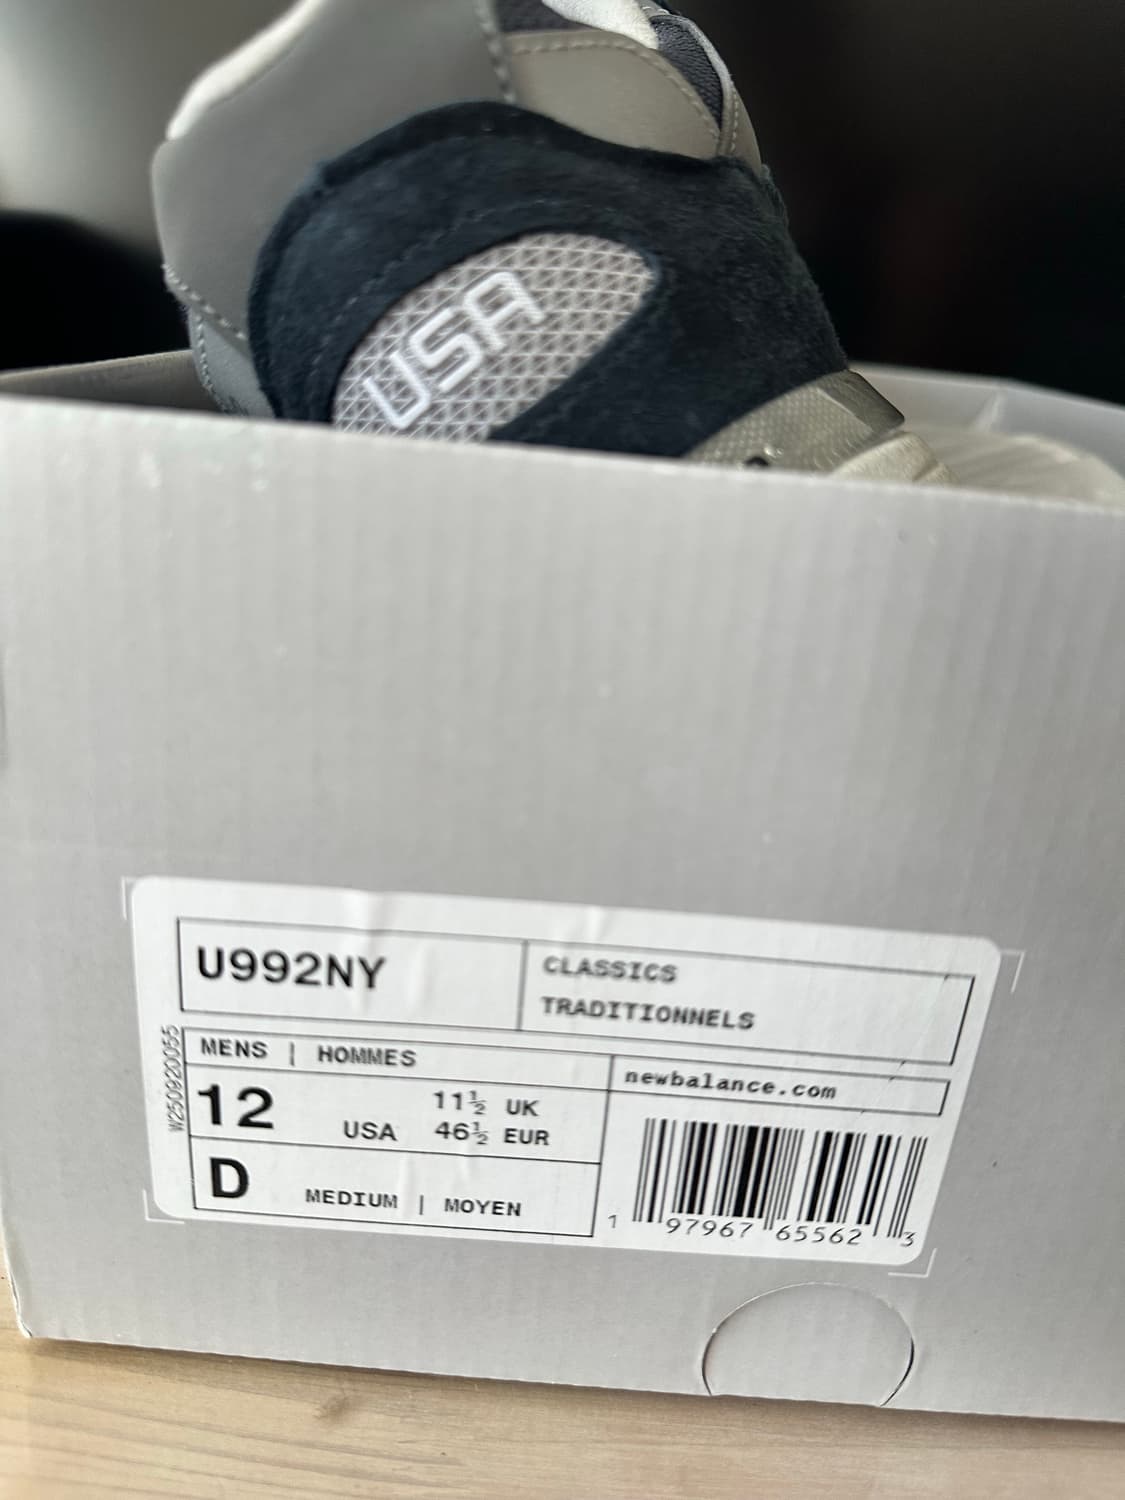 USA
U992NY
CLASSICS
TRADITIONNELS
W250920055
MENS | HOMMES
12
USA
11½ UK
46½ EUR
D
MEDIUM | MOYEN
newbalance.com
1 97967 65562 3